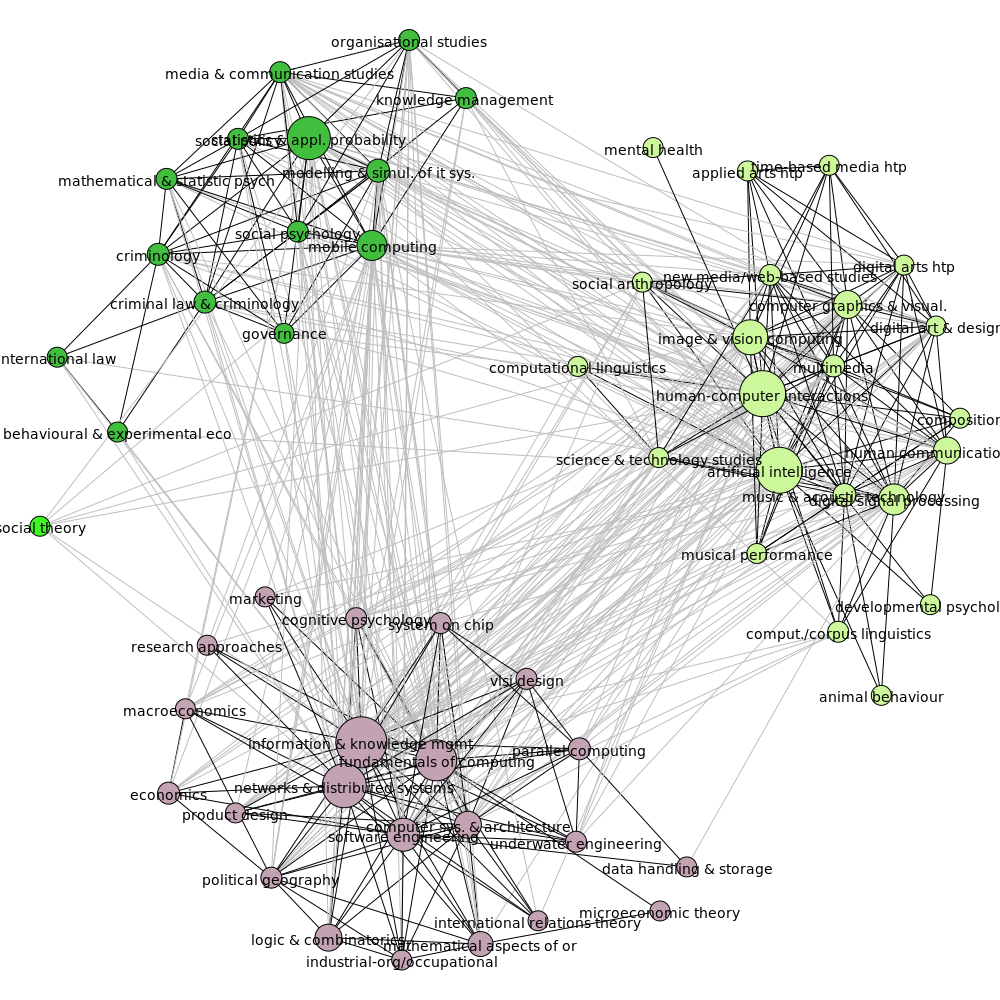 organisational studies
media & communication studies
knowledge management
statistics & appl. probability
mental health
modelling & simul. of it sys.
applied arts htp
time-based media htp
mathematical & statistic psych
social psychology
mobile computing
criminology
digital arts htp
new media/web-based studies
social anthropology
criminal law & criminology
computer graphics & visual.
governance
digital art & design
image & vision computing
international law
computational linguistics
multimedia
human-computer interactions
behavioural & experimental eco
composition
human communicatio
science & technology studies
artificial intelligence
music & acoustic technology
digital signal processing
social theory
musical performance
marketing
developmental psychol
cognitive psychology
system on chip
comput./corpus linguistics
research approaches
vlsi design
animal behaviour
macroeconomics
information & knowledge mgmt
parallel computing
fundamentals of computing
networks & distributed systems
economics
product design
computer sys. & architecture
software engineering
underwater engineering
data handling & storage
political geography
microeconomic theory
international relations theory
logic & combinatorics
mathematical aspects of or
industrial-org/occupational